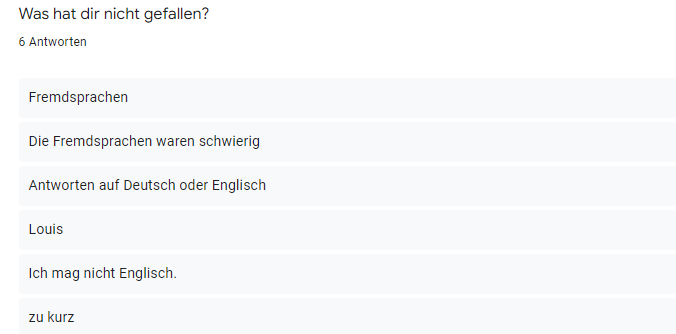 Was hat dir nicht gefallen?
6 Antworten
Fremdsprachen
Die Fremdsprachen waren schwierig
Antworten auf Deutsch oder Englisch
Louis
Ich mag nicht Englisch.
zu kurz